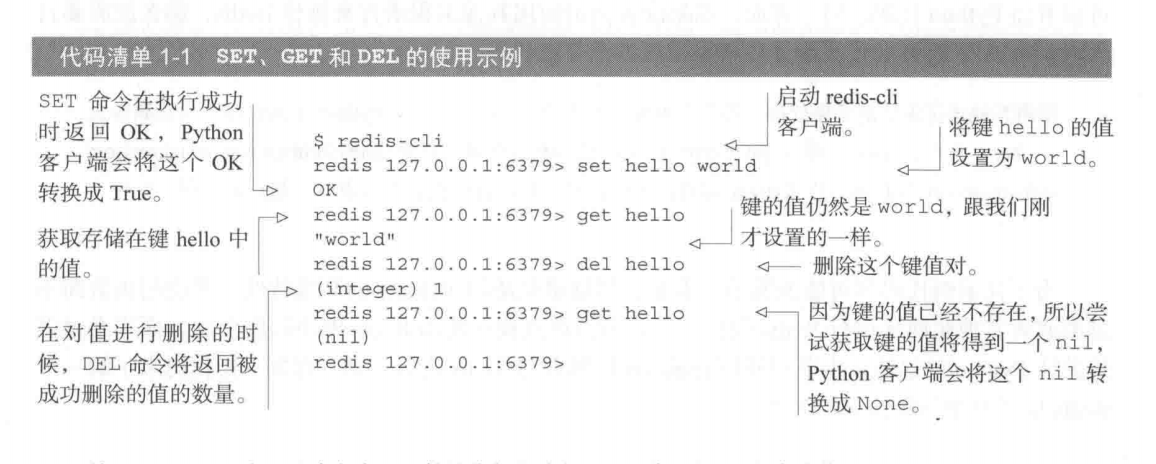 代码清单 1-1 SET、GET 和 DEL 的使用示例
SET 命令在执行成功
时返回 OK，Python
客户端会将这个 OK
转换成 True。
获取存储在键 hello 中
的值。
在对值进行删除的时
候，DEL 命令将返回被
成功删除的值的数量。
$ redis-cli
redis 127.0.0.1:6379> set hello world
OK
redis 127.0.0.1:6379> get hello
"world"
redis 127.0.0.1:6379> del hello
(integer) 1
redis 127.0.0.1:6379> get hello
(nil)
redis 127.0.0.1:6379>
启动 redis-cli
客户端。
将键 hello 的值
设置为 world。
键的值仍然是 world，跟我们刚
才设置的一样。
删除这个键值对。
因为键的值已经不存在，所以尝
试获取键的值将得到一个 nil，
Python 客户端会将这个 nil 转
换成 None。